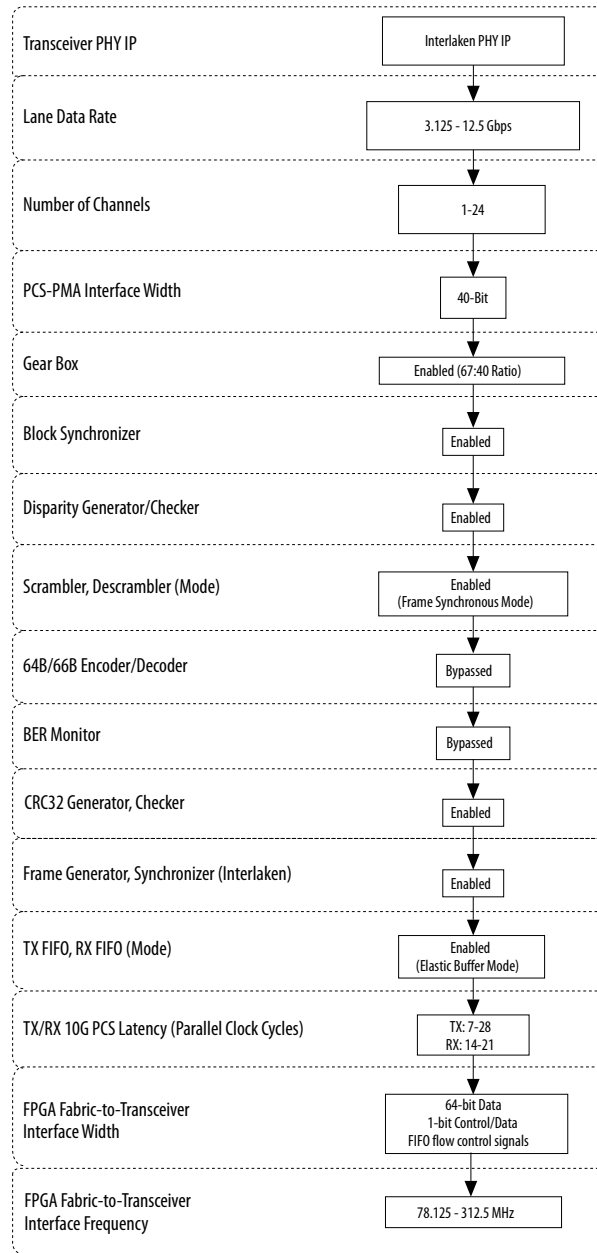 Transceiver PHY IP
Interlaken PHY IP
Lane Data Rate
3.125 - 12.5 Gbps
Number of Channels
1-24
PCS-PMA Interface Width
40-Bit
Gear Box
Enabled (67:40 Ratio)
Block Synchronizer
Enabled
Disparity Generator/Checker
Enabled
Scrambler, Descrambler (Mode)
Enabled
(Frame Synchronous Mode)
64B/66B Encoder/Decoder
Bypassed
BER Monitor
Bypassed
CRC32 Generator, Checker
Enabled
Frame Generator, Synchronizer (Interlaken)
Enabled
TX FIFO, RX FIFO (Mode)
Enabled
(Elastic Buffer Mode)
TX/RX 10G PCS Latency (Parallel Clock Cycles)
TX: 7-28
RX: 14-21
FPGA Fabric-to-Transceiver
Interface Width
64-bit Data
1-bit Control/Data
FIFO flow control signals
FPGA Fabric-to-Transceiver
Interface Frequency
78.125 - 312.5 MHz